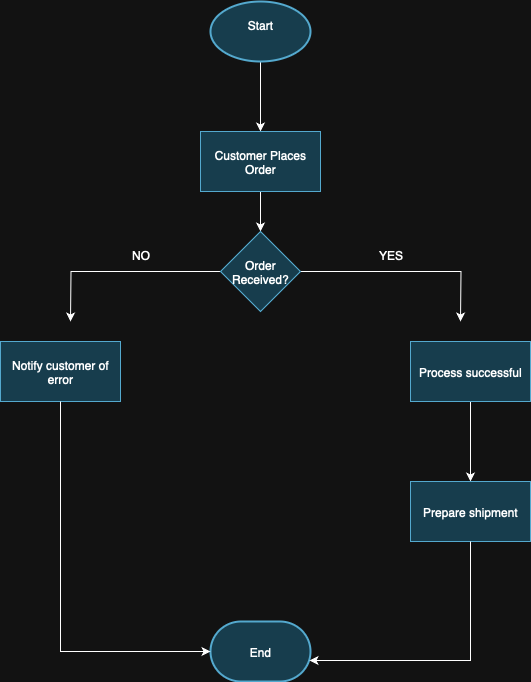 Start
Customer Places
Order
NO
YES
Order
Received?
Notify customer of
error
Process successful
Prepare shipment
End